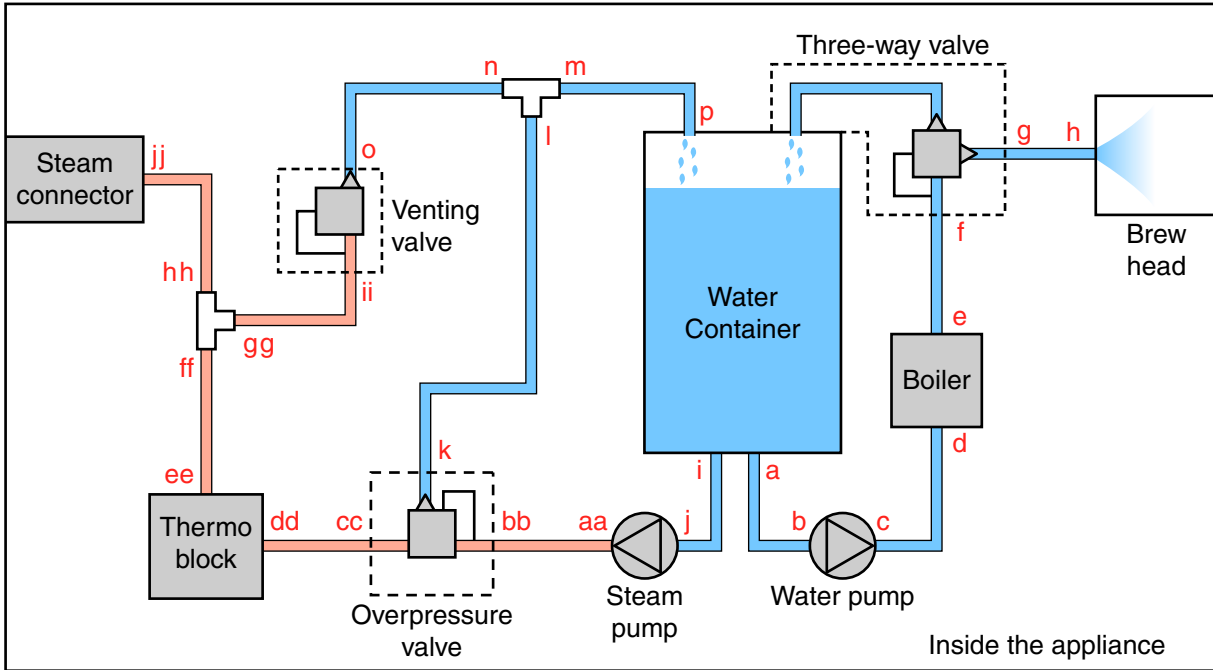 Three-way valve
n
m
p
g
h
l
Steam
connector
jj
o
Venting
valve
f
Brew
head
hh
ii
Water
Container
e
gg
ff
Boiler
k
d
ee
i
a
Thermo
block
dd
cc
bb
aa
j
b
c
Overpressure
valve
Steam
pump
Water pump
Inside the appliance